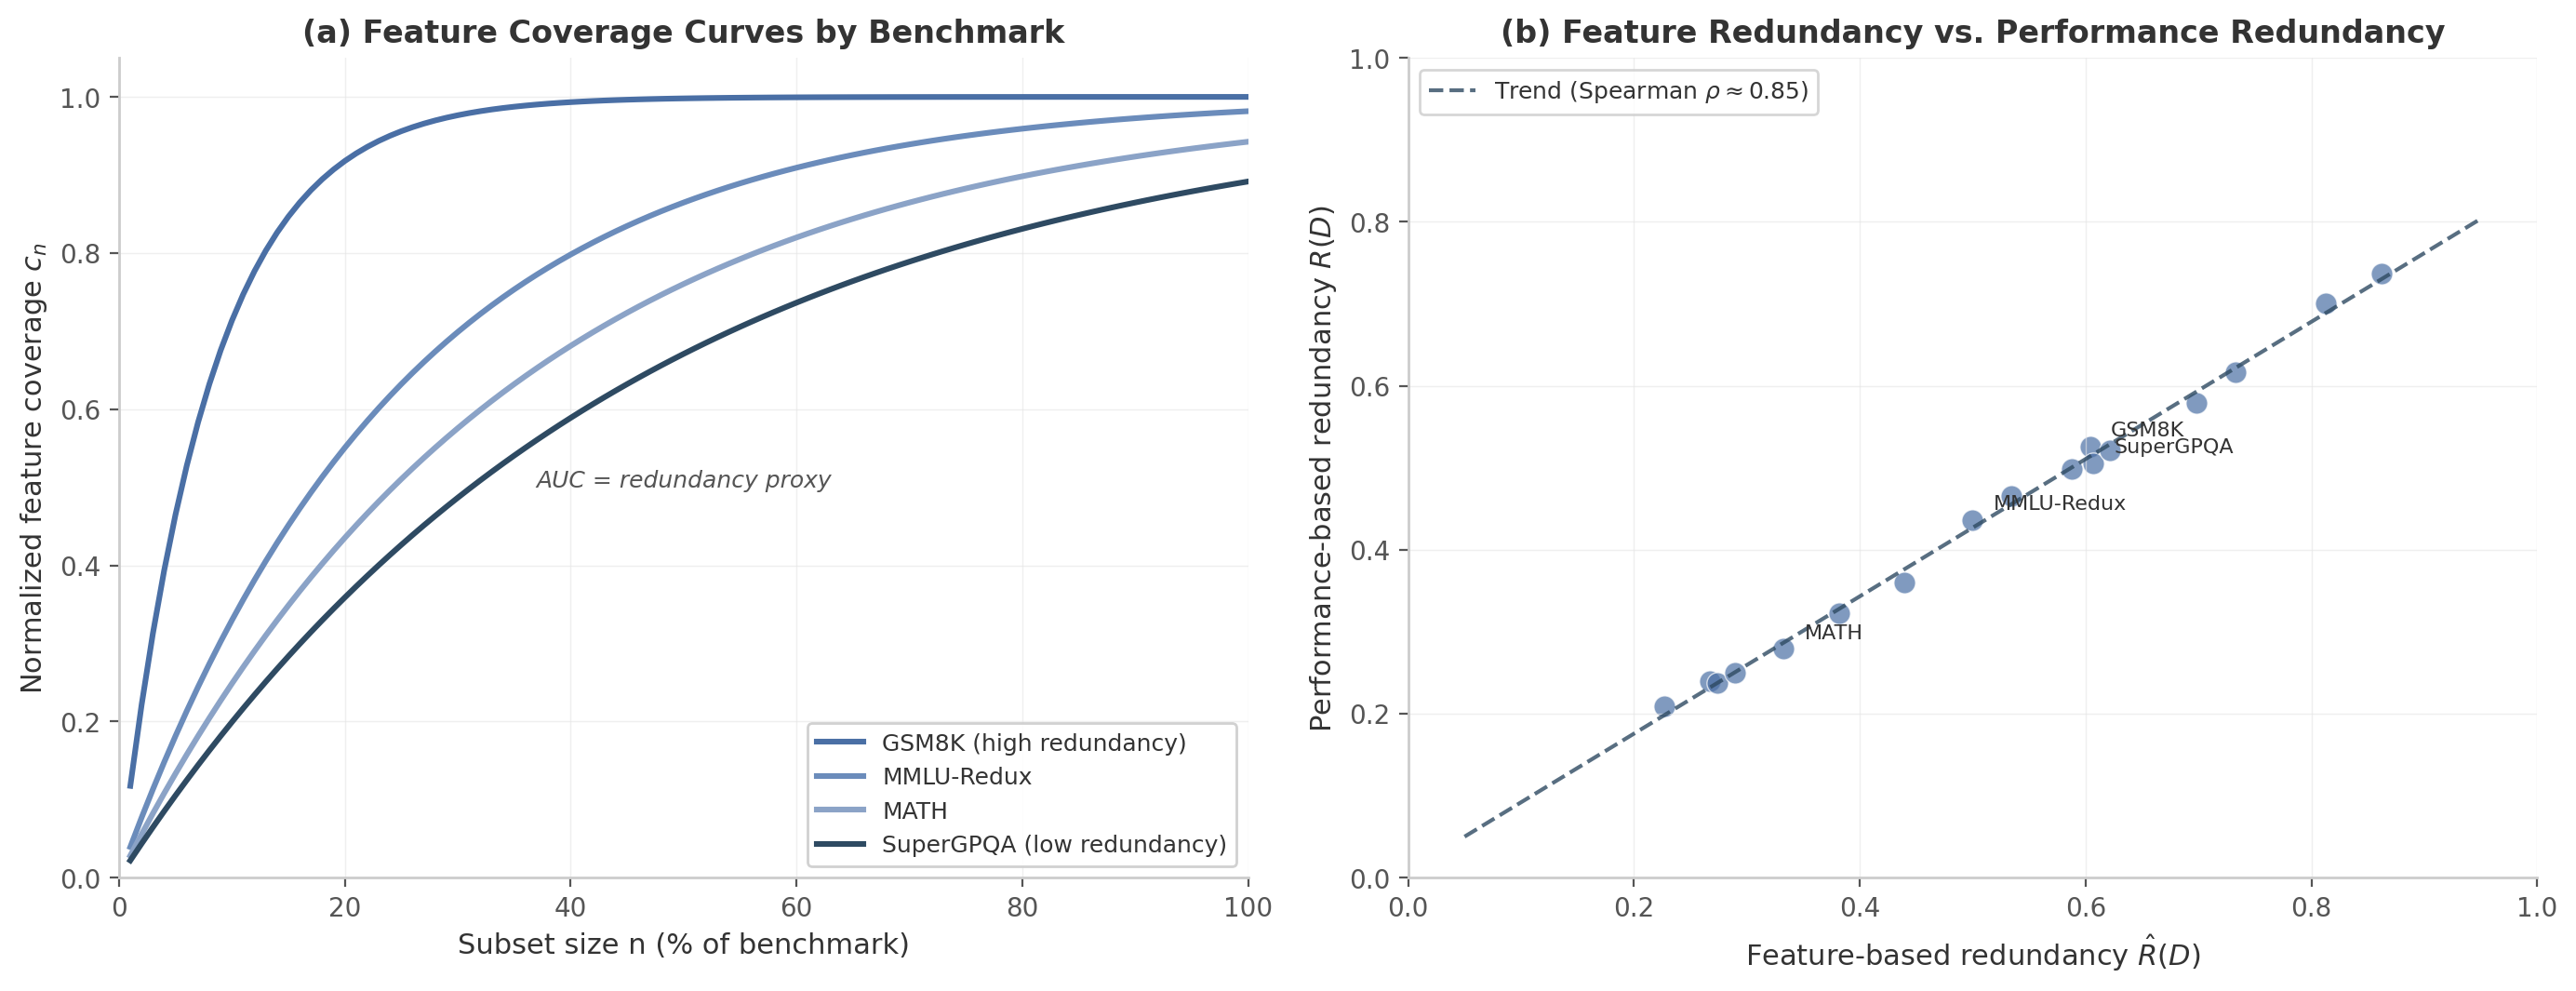 (a) Feature Coverage Curves by Benchmark
Normalized feature coverage cₙ
1.0
0.8
0.6
0.4
0.2
0.0
AUC = redundancy proxy
GSM8K (high redundancy)
MMLU-Redux
MATH
SuperGPQA (low redundancy)
0 20 40 60 80 100
Subset size n (% of benchmark)
(b) Feature Redundancy vs. Performance Redundancy
Performance-based redundancy R(D)
1.0
0.8
0.6
0.4
0.2
0.0
Trend (Spearman ρ ≈ 0.85)
GSM8K
SuperGPQA
MMLU-Redux
MATH
0.0 0.2 0.4 0.6 0.8 1.0
Feature-based redundancy R̂(D)